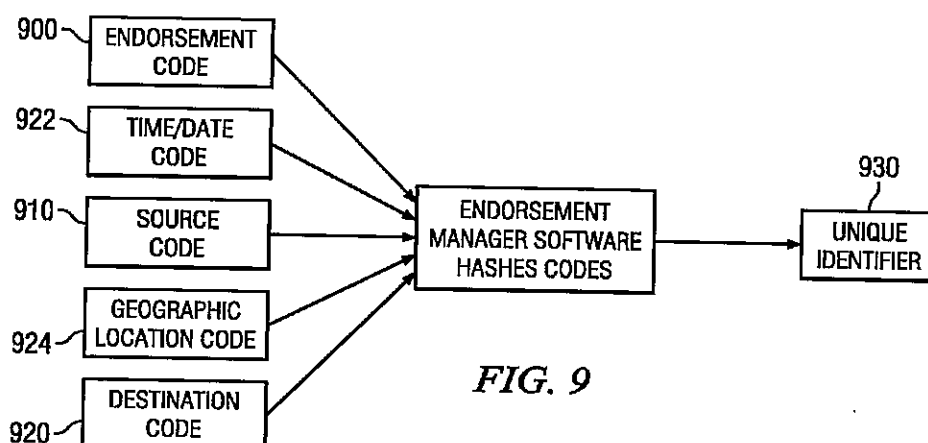 900
ENDORSEMENT
CODE
922
TIME/DATE
CODE
910
SOURCE
CODE
924
GEOGRAPHIC
LOCATION CODE
920
DESTINATION
CODE
ENDORSEMENT
MANAGER SOFTWARE
HASHES CODES
930
UNIQUE
IDENTIFIER
FIG. 9